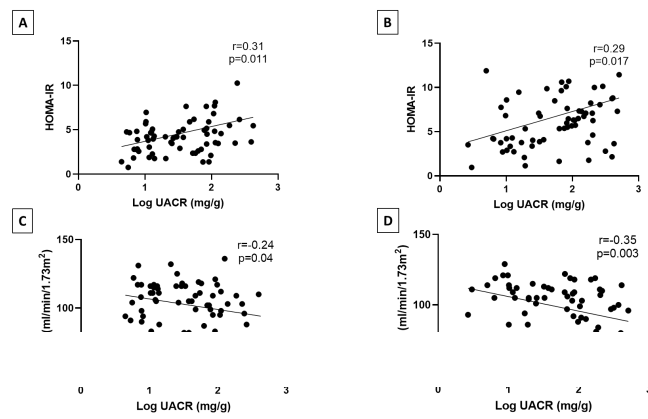 A
15
10
5
0
HOMA-IR
r=0.31
p=0.011
0 1 2 3
Log UACR (mg/g)
B
15
10
5
0
HOMA-IR
r=0.29
p=0.017
0 1 2 3
Log UACR (mg/g)
C
150
100
(ml/min/1.73m²)
r=-0.24
p=0.04
0 1 2 3
Log UACR (mg/g)
D
150
100
(ml/min/1.73m²)
r=-0.35
p=0.003
0 1 2 3
Log UACR (mg/g)